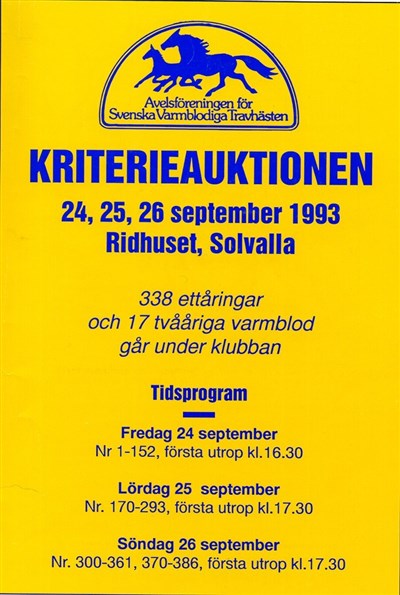 Avelsföreningen för
Svenska Varmblodiga Travhästen
KRITERIEAUKTIONEN
24, 25, 26 september 1993
Ridhuset, Solvalla
338 ettåringar
och 17 tvååriga varmblod
går under klubban
Tidsprogram
Fredag 24 september
Nr 1-152, första utrop kl.16.30
Lördag 25 september
Nr. 170-293, första utrop kl.17.30
Söndag 26 september
Nr. 300-361, 370-386, första utrop kl.17.30